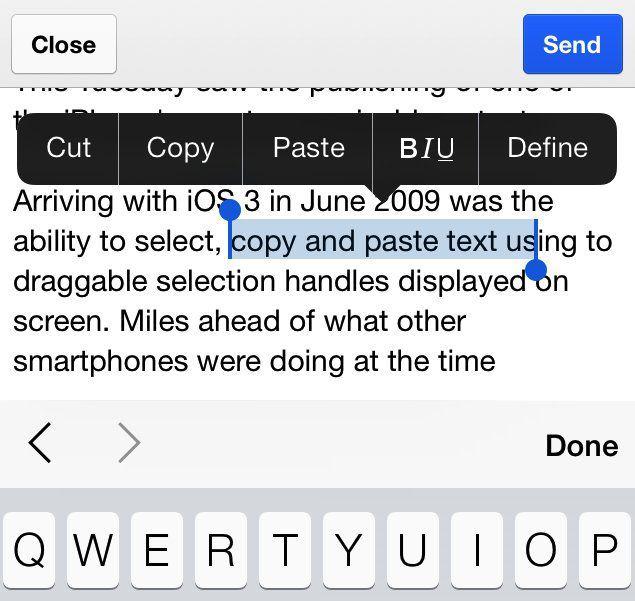 Close
Send
This Tuesday saw the publishing of one of
Cut Copy Paste BIU Define
Arriving with iOS 3 in June 2009 was the
ability to select, copy and paste text using to
draggable selection handles displayed on
screen. Miles ahead of what other
smartphones were doing at the time
Done
Q W E R T Y U I O P